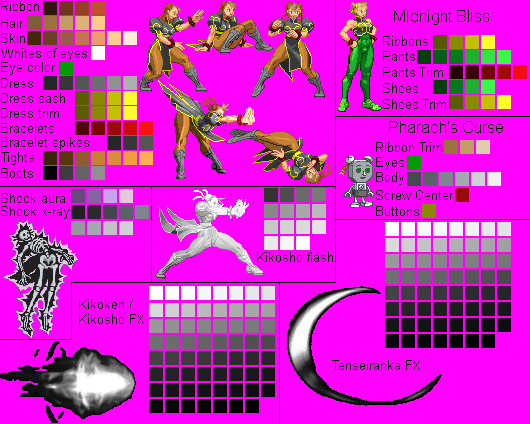 Ribbon
Hair
Skin
Whites of eyes
Eye color
Dress
Dress sash
Dress trim
Bracelets
Bracelet spikes
Tights
Boots
Midnight Bliss
Ribbons
Pants
Pants Trim
Shoes
Shoes Trim
Pharaoh's Curse
Ribbon Trim
Eyes
Body
Screw Center
Buttons
Shock aura
Shock x-ray
Kikosho flash
Kikoken /
Kikosho FX
Tenseiranka FX